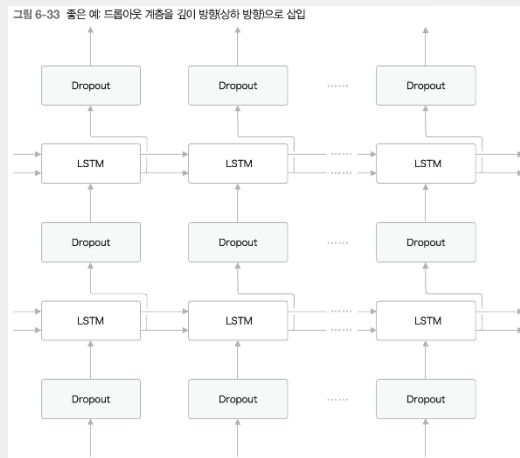 그림 6-33 좋은 예: 드롭아웃 계층을 깊이 방향(상하 방향)으로 삽입
Dropout Dropout ...... Dropout
LSTM LSTM ...... LSTM
Dropout Dropout ...... Dropout
LSTM LSTM ...... LSTM
Dropout Dropout ...... Dropout